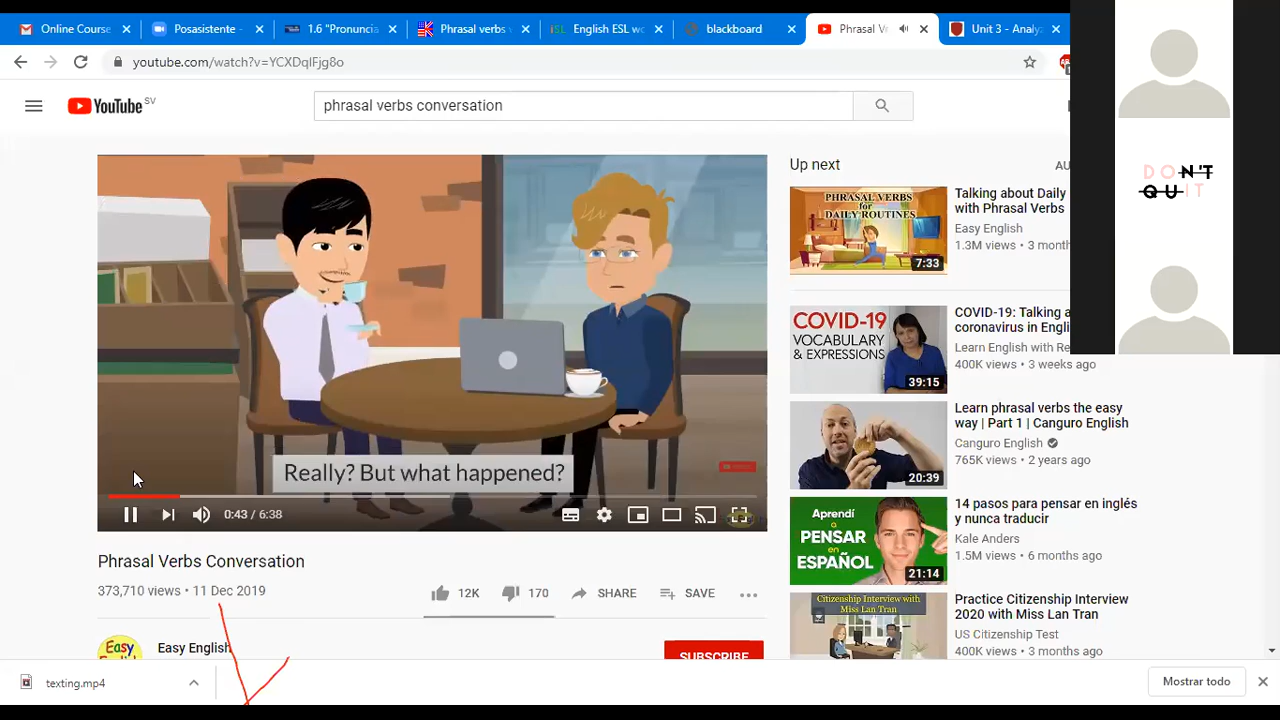 Online Course
Posasistente -
1.6 "Pronuncia
Phrasal verbs
English ESL wo
blackboard
Phrasal Ve
Unit 3 - Analyz
youtube.com/watch?v=YCXDqlFjg8o
YouTube SV
phrasal verbs conversation
DON'T
QUIT
Up next
AU
PHRASAL VERBS
for
DAILY ROUTINES
7:33
Talking about Daily
with Phrasal Verbs
Easy English
1.3M views • 3 month
COVID-19
VOCABULARY
& EXPRESSIONS
39:15
COVID-19: Talking a
coronavirus in Engli
Learn English with Re
400K views • 3 weeks ago
20:39
Learn phrasal verbs the easy
way | Part 1 | Canguro English
Canguro English
765K views • 2 years ago
Aprendí
a
PENSAR
en
ESPAÑOL
21:14
14 pasos para pensar en inglés
y nunca traducir
Kale Anders
1.5M views • 6 months ago
Citizenship Interview
with Miss Lan Tran
Practice Citizenship Interview
2020 with Miss Lan Tran
US Citizenship Test
400K views • 3 weeks ago
Really? But what happened?
0:43 / 6:38
Phrasal Verbs Conversation
373,710 views • 11 Dec 2019
12K
170
SHARE
SAVE
Easy
English
Easy English
SUBSCRIBE
texting.mp4
Mostrar todo